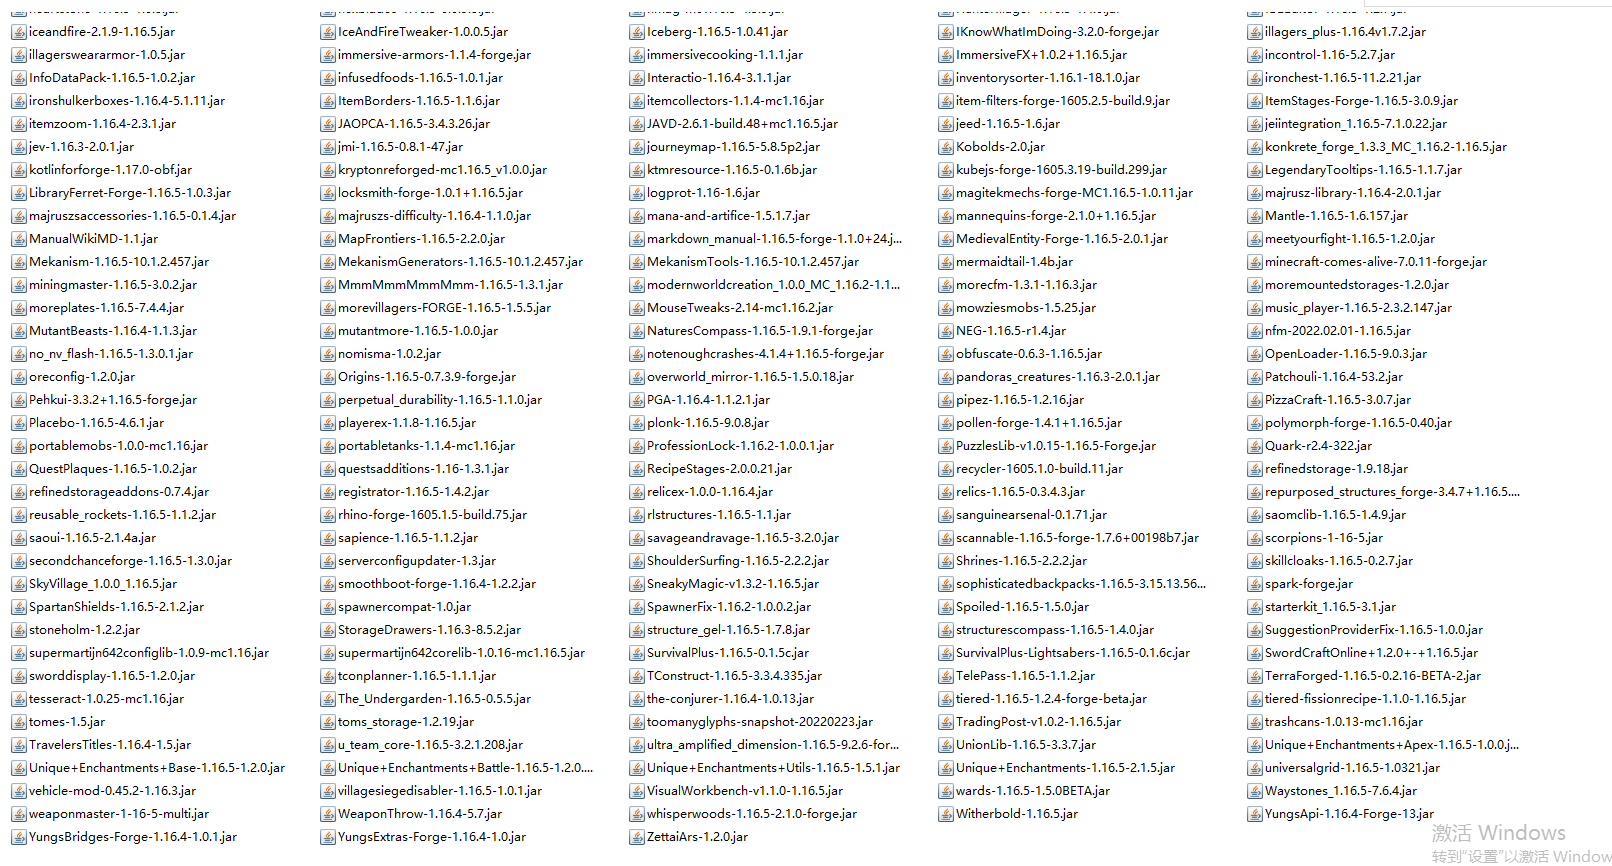 iceandfire-2.1.9-1.16.5.jar IceAndFireTweaker-1.0.0.5.jar Iceberg-1.16.5-1.0.41.jar IKnowWhatImDoing-3.2.0-forge.jar illagers_plus-1.16.4v1.7.2.jar
illagersweararmor-1.0.5.jar immersive-armors-1.1.4-forge.jar immersivecooking-1.1.1.jar ImmersiveFX+1.0.2+1.16.5.jar incontrol-1.16-5.2.7.jar
InfoDataPack-1.16.5-1.0.2.jar infusedfoods-1.16.5-1.0.1.jar Interactio-1.16.4-3.1.1.jar inventorysorter-1.16.1-18.1.0.jar ironchest-1.16.5-11.2.21.jar
ironshulkerboxes-1.16.4-5.1.11.jar ItemBorders-1.16.5-1.1.6.jar itemcollectors-1.1.4-mc1.16.jar item-filters-forge-1605.2.5-build.9.jar ItemStages-Forge-1.16.5-3.0.9.jar
itemzoom-1.16.4-2.3.1.jar JAOPCA-1.16.5-3.4.3.26.jar JAVD-2.6.1-build.48+mc1.16.5.jar jeed-1.16.5-1.6.jar jeiintegration_1.16.5-7.1.0.22.jar
jev-1.16.3-2.0.1.jar jmi-1.16.5-0.8.1-47.jar journeymap-1.16.5-5.8.5p2.jar Kobolds-2.0.jar konkrete_forge_1.3.3_MC_1.16.2-1.16.5.jar
kotlinforforge-1.17.0-obf.jar kryptonreforged-mc1.16.5_v1.0.0.jar ktmresource-1.16.5-0.1.6b.jar kubejs-forge-1605.3.19-build.299.jar LegendaryTooltips-1.16.5-1.1.7.jar
LibraryFerret-Forge-1.16.5-1.0.3.jar locksmith-forge-1.0.1+1.16.5.jar logprot-1.16-1.6.jar magitekmechs-forge-MC1.16.5-1.0.11.jar majrusz-library-1.16.4-2.0.1.jar
majruszsaccessories-1.16.5-0.1.4.jar majruszs-difficulty-1.16.4-1.1.0.jar mana-and-artifice-1.5.1.7.jar mannequins-forge-2.1.0+1.16.5.jar Mantle-1.16.5-1.6.157.jar
ManualWikiMD-1.1.jar MapFrontiers-1.16.5-2.2.0.jar markdown_manual-1.16.5-forge-1.1.0+24.j... MedievalEntity-Forge-1.16.5-2.0.1.jar meetyourfight-1.16.5-1.2.0.jar
Mekanism-1.16.5-10.1.2.457.jar MekanismGenerators-1.16.5-10.1.2.457.jar MekanismTools-1.16.5-10.1.2.457.jar mermaidtail-1.4b.jar minecraft-comes-alive-7.0.11-forge.jar
miningmaster-1.16.5-3.0.2.jar MmmMmmMmmMmm-1.16.5-1.3.1.jar modernworldcreation_1.0.0_MC_1.16.2-1.1... morecfm-1.3.1-1.16.3.jar moremountedstorages-1.2.0.jar
moreplates-1.16.5-7.4.4.jar morevillagers-FORGE-1.16.5-1.5.5.jar MouseTweaks-2.14-mc1.16.2.jar mowziesmobs-1.5.25.jar music_player-1.16.5-2.3.2.147.jar
MutantBeasts-1.16.4-1.1.3.jar mutantmore-1.16.5-1.0.0.jar NaturesCompass-1.16.5-1.9.1-forge.jar NEG-1.16.5-r1.4.jar nfm-2022.02.01-1.16.5.jar
no_nv_flash-1.16.5-1.3.0.1.jar nomisma-1.0.2.jar notenoughcrashes-4.1.4+1.16.5-forge.jar obfuscate-0.6.3-1.16.5.jar OpenLoader-1.16.5-9.0.3.jar
oreconfig-1.2.0.jar Origins-1.16.5-0.7.3.9-forge.jar overworld_mirror-1.16.5-1.5.0.18.jar pandoras_creatures-1.16.3-2.0.1.jar Patchouli-1.16.4-53.2.jar
Pehkui-3.3.2+1.16.5-forge.jar perpetual_durability-1.16.5-1.1.0.jar PGA-1.16.4-1.1.2.1.jar pipez-1.16.5-1.2.16.jar PizzaCraft-1.16.5-3.0.7.jar
Placebo-1.16.5-4.6.1.jar playerex-1.1.8-1.16.5.jar plonk-1.16.5-9.0.8.jar pollen-forge-1.4.1+1.16.5.jar polymorph-forge-1.16.5-0.40.jar
portablemobs-1.0.0-mc1.16.jar portabletanks-1.1.4-mc1.16.jar ProfessionLock-1.16.2-1.0.0.1.jar PuzzlesLib-v1.0.15-1.16.5-Forge.jar Quark-r2.4-322.jar
QuestPlaques-1.16.5-1.0.2.jar questsadditions-1.16-1.3.1.jar RecipeStages-2.0.0.21.jar recycler-1605.1.0-build.11.jar refinedstorage-1.9.18.jar
refinedstorageaddons-0.7.4.jar registrator-1.16.5-1.4.2.jar relicex-1.0.0-1.16.4.jar relics-1.16.5-0.3.4.3.jar repurposed_structures_forge-3.4.7+1.16.5....
reusable_rockets-1.16.5-1.1.2.jar rhino-forge-1605.1.5-build.75.jar rlstructures-1.16.5-1.1.jar sanguinearsenal-0.1.71.jar saomclib-1.16.5-1.4.9.jar
saoui-1.16.5-2.1.4a.jar sapience-1.16.5-1.1.2.jar savageandravage-1.16.5-3.2.0.jar scannable-1.16.5-forge-1.7.6+00198b7.jar scorpions-1-16-5.jar
secondchanceforge-1.16.5-1.3.0.jar serverconfigupdater-1.3.jar ShoulderSurfing-1.16.5-2.2.2.jar Shrines-1.16.5-2.2.2.jar skillcloaks-1.16.5-0.2.7.jar
SkyVillage_1.0.0_1.16.5.jar smoothboot-forge-1.16.4-1.2.2.jar SneakyMagic-v1.3.2-1.16.5.jar sophisticatedbackpacks-1.16.5-3.15.13.56... spark-forge.jar
SpartanShields-1.16.5-2.1.2.jar spawnercompat-1.0.jar SpawnerFix-1.16.2-1.0.0.2.jar Spoiled-1.16.5-1.5.0.jar starterkit_1.16.5-3.1.jar
stoneholm-1.2.2.jar StorageDrawers-1.16.3-8.5.2.jar structure_gel-1.16.5-1.7.8.jar structurescompass-1.16.5-1.4.0.jar SuggestionProviderFix-1.16.5-1.0.0.jar
supermartijn642configlib-1.0.9-mc1.16.jar supermartijn642corelib-1.0.16-mc1.16.5.jar SurvivalPlus-1.16.5-0.1.5c.jar SurvivalPlus-Lightsabers-1.16.5-0.1.6c.jar SwordCraftOnline+1.2.0+-+1.16.5.jar
sworddisplay-1.16.5-1.2.0.jar tconplanner-1.16.5-1.1.1.jar TConstruct-1.16.5-3.3.4.335.jar TelePass-1.16.5-1.1.2.jar TerraForged-1.16.5-0.2.16-BETA-2.jar
tesseract-1.0.25-mc1.16.jar The_Undergarden-1.16.5-0.5.5.jar the-conjurer-1.16.4-1.0.13.jar tiered-1.16.5-1.2.4-forge-beta.jar tiered-fissionrecipe-1.1.0-1.16.5.jar
tomes-1.5.jar toms_storage-1.2.19.jar toomanyglyphs-snapshot-20220223.jar TradingPost-v1.0.2-1.16.5.jar trashcans-1.0.13-mc1.16.jar
TravelersTitles-1.16.4-1.5.jar u_team_core-1.16.5-3.2.1.208.jar ultra_amplified_dimension-1.16.5-9.2.6-for... UnionLib-1.16.5-3.3.7.jar Unique+Enchantments+Apex-1.16.5-1.0.0.j...
Unique+Enchantments+Base-1.16.5-1.2.0.jar Unique+Enchantments+Battle-1.16.5-1.2.0.... Unique+Enchantments+Utils-1.16.5-1.5.1.jar Unique+Enchantments-1.16.5-2.1.5.jar universalgrid-1.16.5-1.0321.jar
vehicle-mod-0.45.2-1.16.3.jar villagesiegedisabler-1.16.5-1.0.1.jar VisualWorkbench-v1.1.0-1.16.5.jar wards-1.16.5-1.5.0BETA.jar Waystones_1.16.5-7.6.4.jar
weaponmaster-1-16-5-multi.jar WeaponThrow-1.16.4-5.7.jar whisperwoods-1.16.5-2.1.0-forge.jar Witherbold-1.16.5.jar YungsApi-1.16.4-Forge-13.jar
YungsBridges-Forge-1.16.4-1.0.1.jar YungsExtras-Forge-1.16.4-1.0.jar ZettaiArs-1.2.0.jar
激活 Windows
转到"设置"以激活 Window